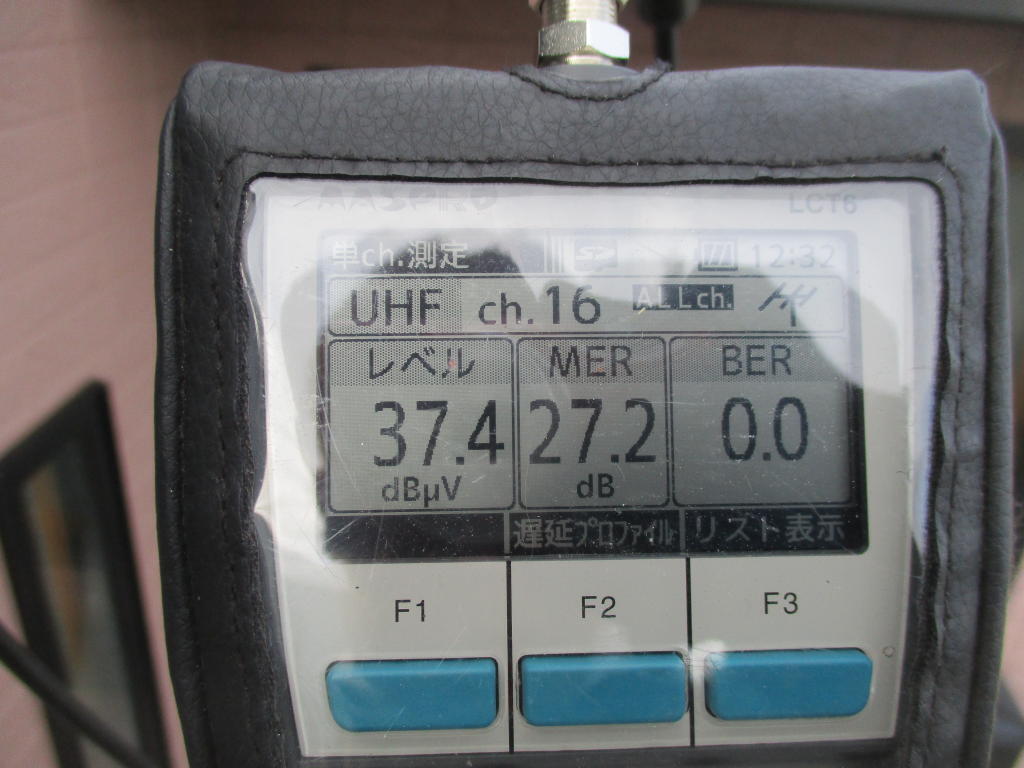 MASPRO LCT6
単ch.測定 12:32
UHF ch.16 ALLch.
レベル MER BER
37.4 27.2 0.0
dBμV dB
遅延プロファイル リスト表示
F1 F2 F3